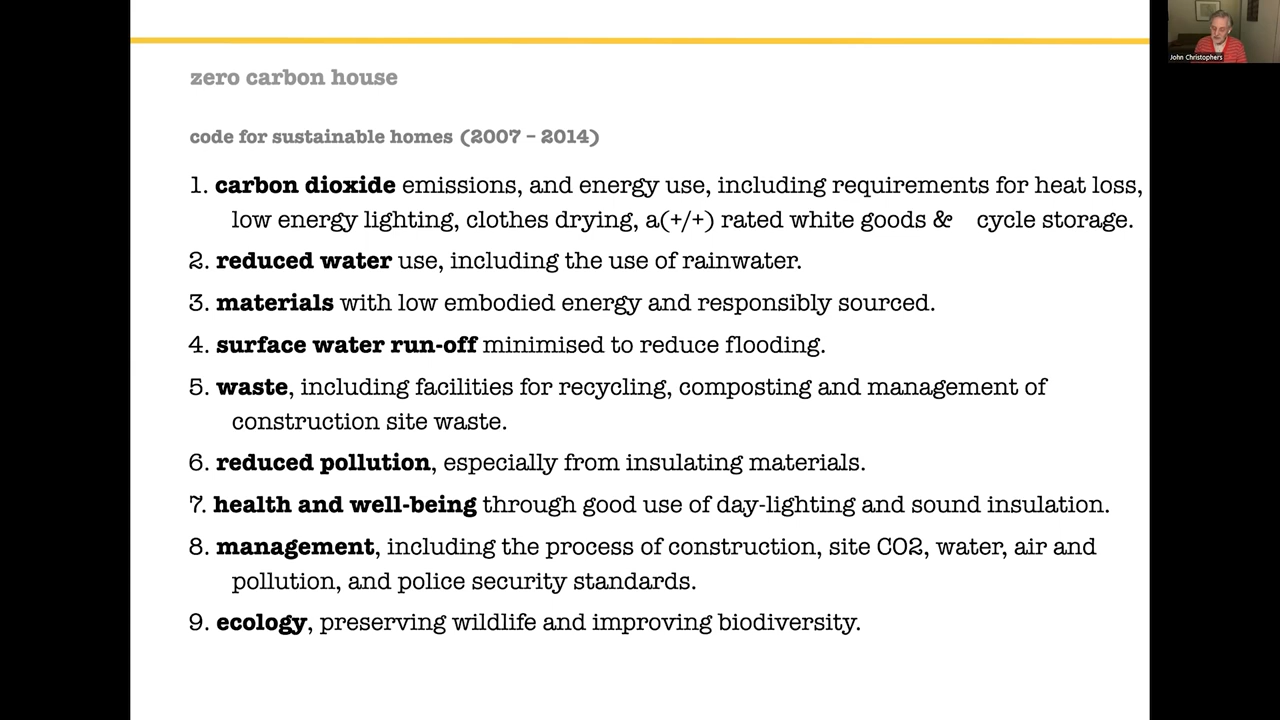 zero carbon house
code for sustainable homes (2007 – 2014)
1. carbon dioxide emissions, and energy use, including requirements for heat loss,
low energy lighting, clothes drying, a(+/+) rated white goods & cycle storage.
2. reduced water use, including the use of rainwater.
3. materials with low embodied energy and responsibly sourced.
4. surface water run-off minimised to reduce flooding.
5. waste, including facilities for recycling, composting and management of
construction site waste.
6. reduced pollution, especially from insulating materials.
7. health and well-being through good use of day-lighting and sound insulation.
8. management, including the process of construction, site CO2, water, air and
pollution, and police security standards.
9. ecology, preserving wildlife and improving biodiversity.
John Christophers